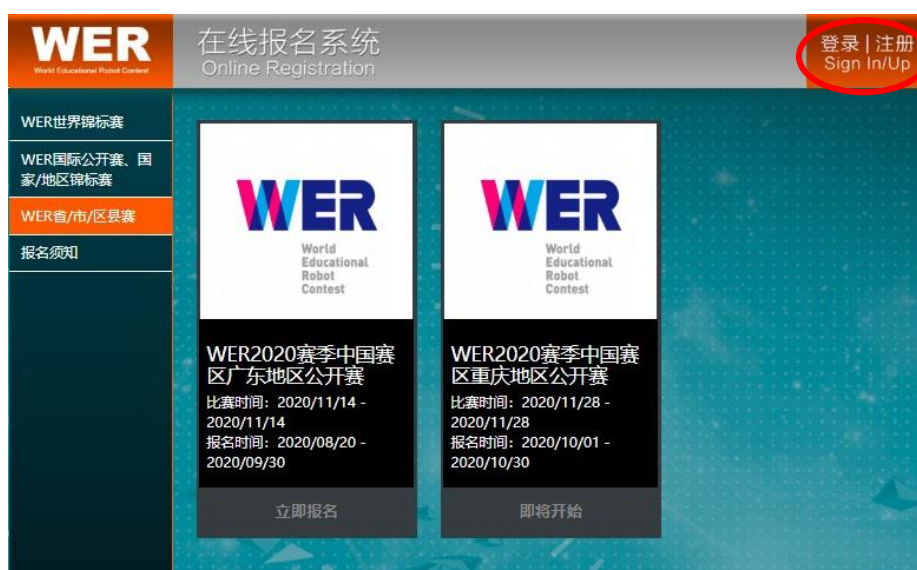 WER
World Educational Robot Contest
在线报名系统
Online Registration
登录 | 注册
Sign In/Up
WER世界锦标赛
WER国际公开赛、国
家/地区锦标赛
WER省/市/区县赛
报名须知
WER
World
Educational
Robot
Contest
WER2020赛季中国赛
区广东地区公开赛
比赛时间：2020/11/14 -
2020/11/14
报名时间：2020/08/20 -
2020/09/30
立即报名
WER
World
Educational
Robot
Contest
WER2020赛季中国赛
区重庆地区公开赛
比赛时间：2020/11/28 -
2020/11/28
报名时间：2020/10/01 -
2020/10/30
即将开始